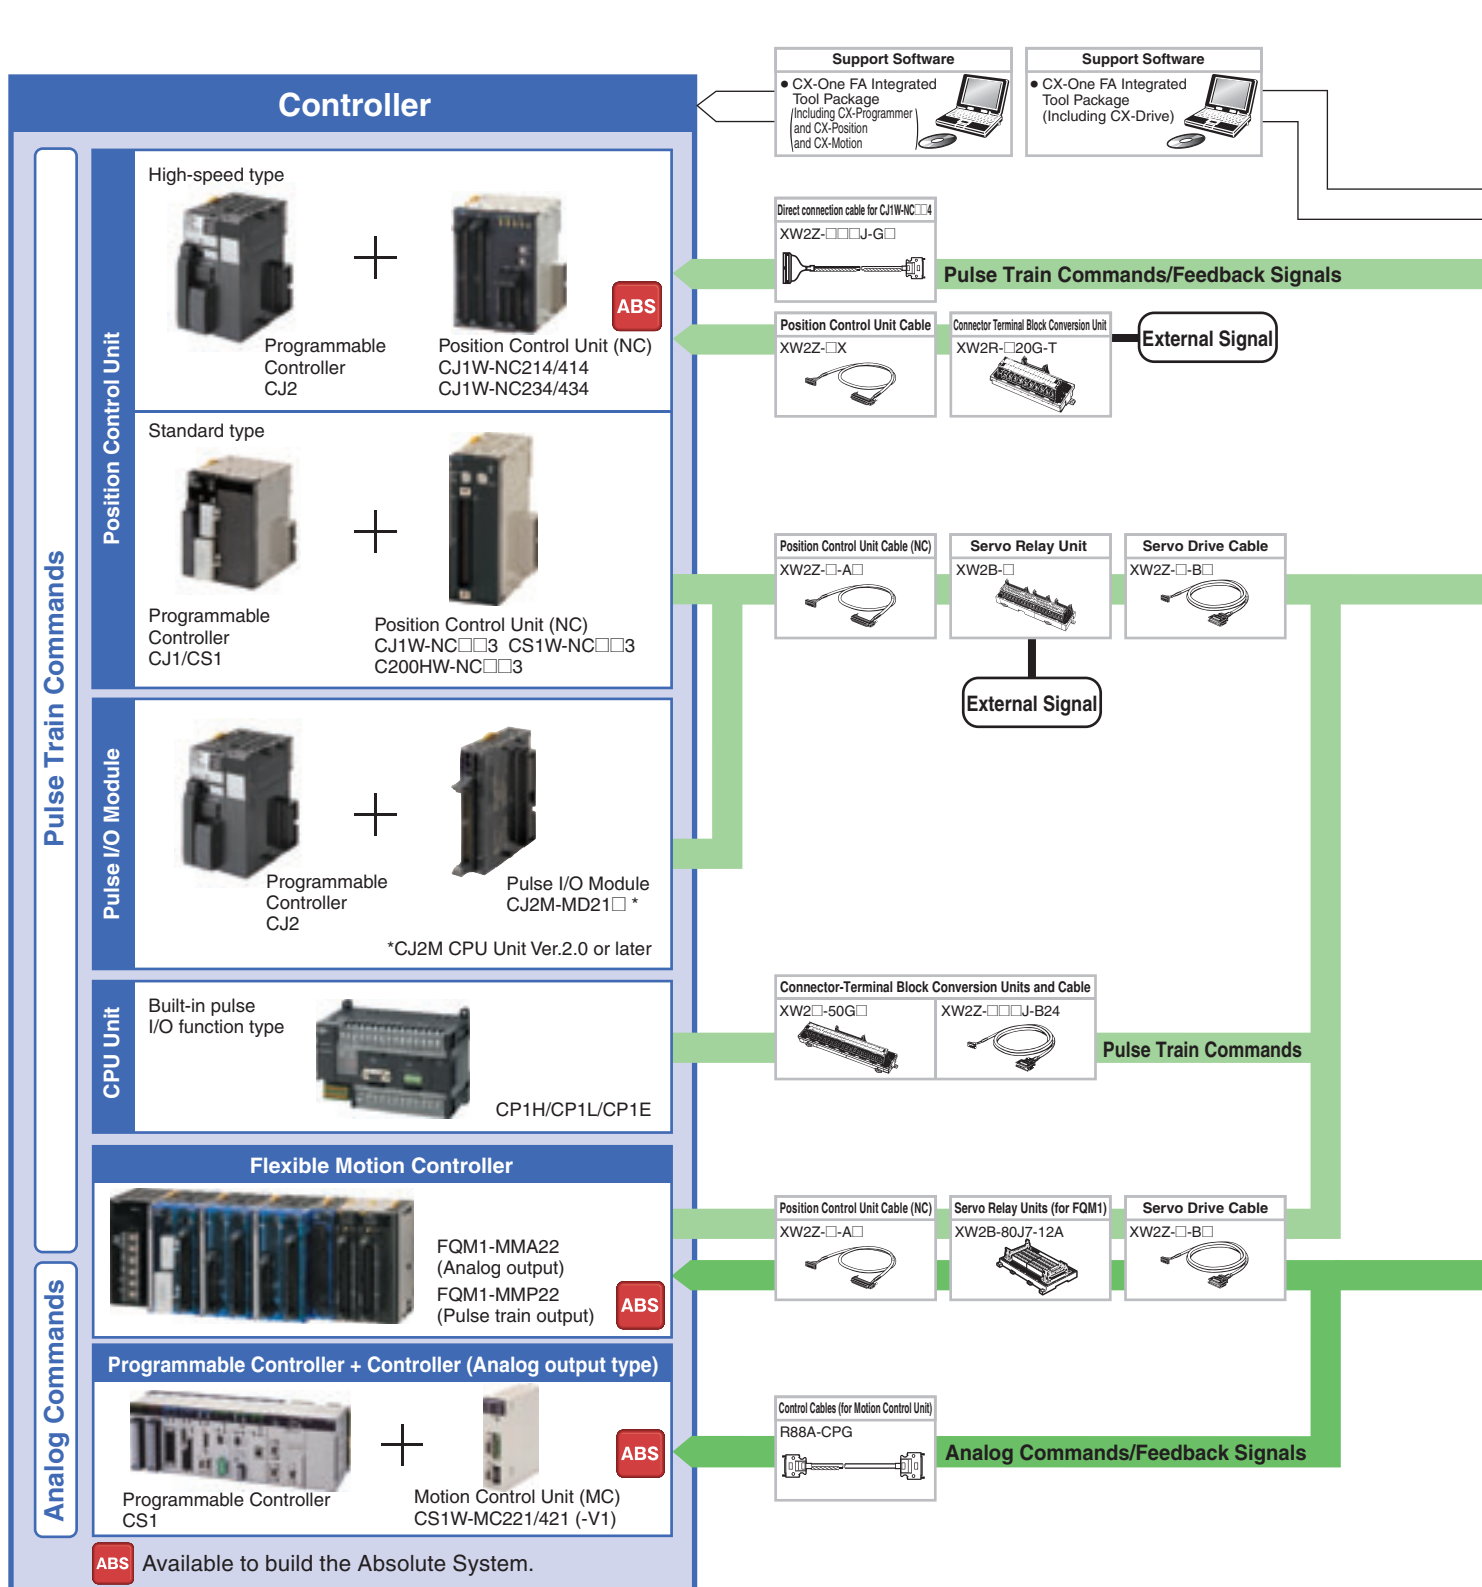 Support Software
● CX-One FA Integrated
Tool Package
(Including CX-Programmer
and CX-Position
and CX-Motion)
Support Software
● CX-One FA Integrated
Tool Package
(Including CX-Drive)
Controller
Pulse Train Commands
Position Control Unit
High-speed type
Programmable
Controller
CJ2
Position Control Unit (NC)
CJ1W-NC214/414
CJ1W-NC234/434
ABS
Direct connection cable for CJ1W-NC□□4
XW2Z-□□□J-G□
Pulse Train Commands/Feedback Signals
Position Control Unit Cable
XW2Z-□X
Connector Terminal Block Conversion Unit
XW2R-□20G-T
External Signal
Standard type
Programmable
Controller
CJ1/CS1
Position Control Unit (NC)
CJ1W-NC□□3 CS1W-NC□□3
C200HW-NC□□3
Position Control Unit Cable (NC)
XW2Z-□-A□
Servo Relay Unit
XW2B-□
Servo Drive Cable
XW2Z-□-B□
External Signal
Pulse I/O Module
Programmable
Controller
CJ2
Pulse I/O Module
CJ2M-MD21□ *
*CJ2M CPU Unit Ver.2.0 or later
CPU Unit
Built-in pulse
I/O function type
CP1H/CP1L/CP1E
Connector-Terminal Block Conversion Units and Cable
XW2□-50G□
XW2Z-□□□J-B24
Pulse Train Commands
Flexible Motion Controller
FQM1-MMA22
(Analog output)
FQM1-MMP22
(Pulse train output)
ABS
Position Control Unit Cable (NC)
XW2Z-□-A□
Servo Relay Units (for FQM1)
XW2B-80J7-12A
Servo Drive Cable
XW2Z-□-B□
Analog Commands
Programmable Controller + Controller (Analog output type)
Programmable Controller
CS1
Motion Control Unit (MC)
CS1W-MC221/421 (-V1)
ABS
Control Cables (for Motion Control Unit)
R88A-CPG
Analog Commands/Feedback Signals
ABS Available to build the Absolute System.